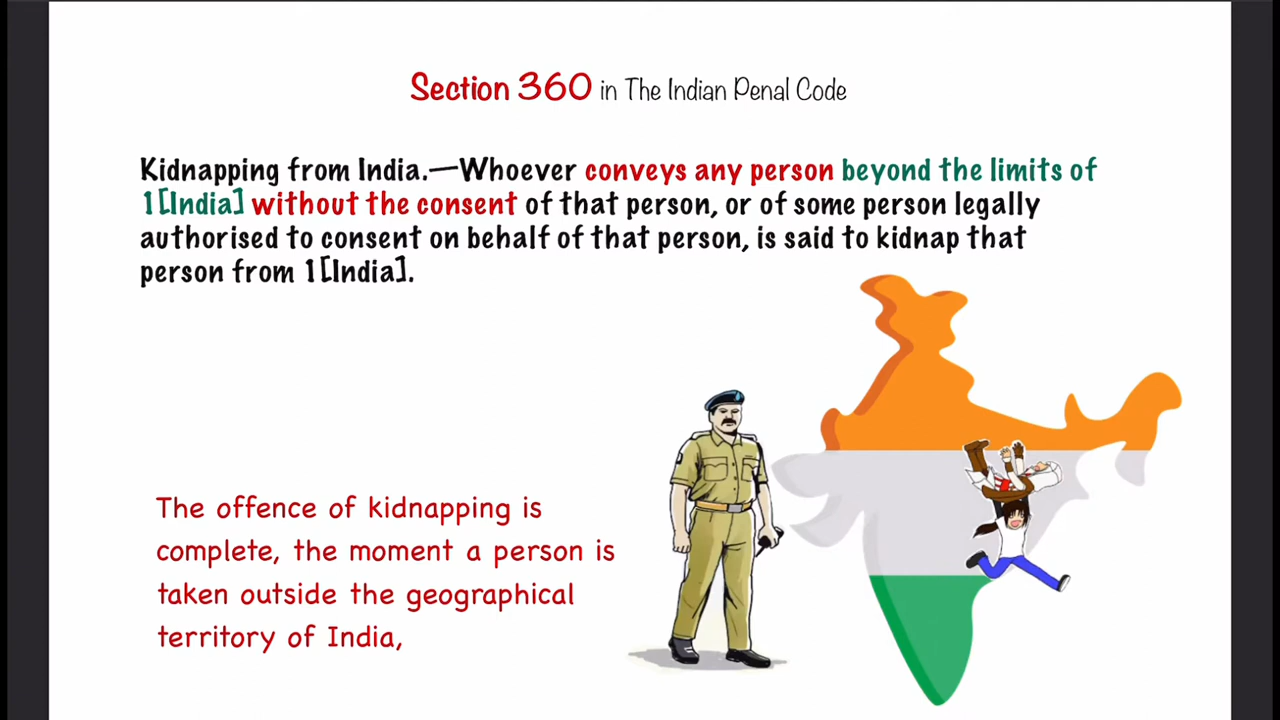 Section 360 in The Indian Penal Code
Kidnapping from India.—Whoever conveys any person beyond the limits of
1[India] without the consent of that person, or of some person legally
authorised to consent on behalf of that person, is said to kidnap that
person from 1[India].
The offence of kidnapping is
complete, the moment a person is
taken outside the geographical
territory of India,